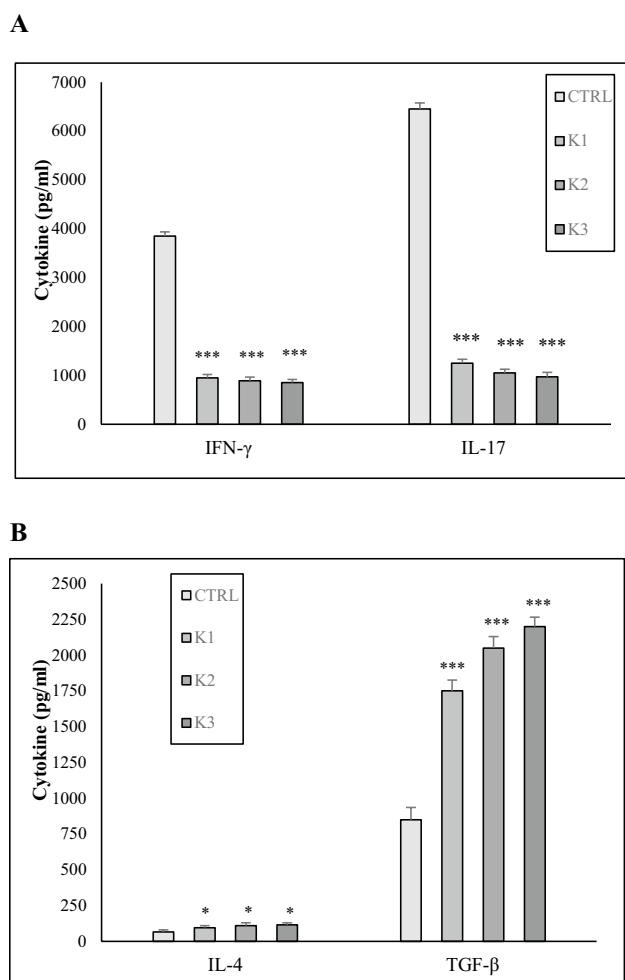 A
Cytokine (pg/ml)
7000
6000
5000
4000
3000
2000
1000
0
CTRL
K1
K2
K3
*** *** *** *** *** ***
IFN-γ IL-17
B
Cytokine (pg/ml)
2500
2250
2000
1750
1500
1250
1000
750
500
250
0
CTRL
K1
K2
K3
* * * *** *** ***
IL-4 TGF-β